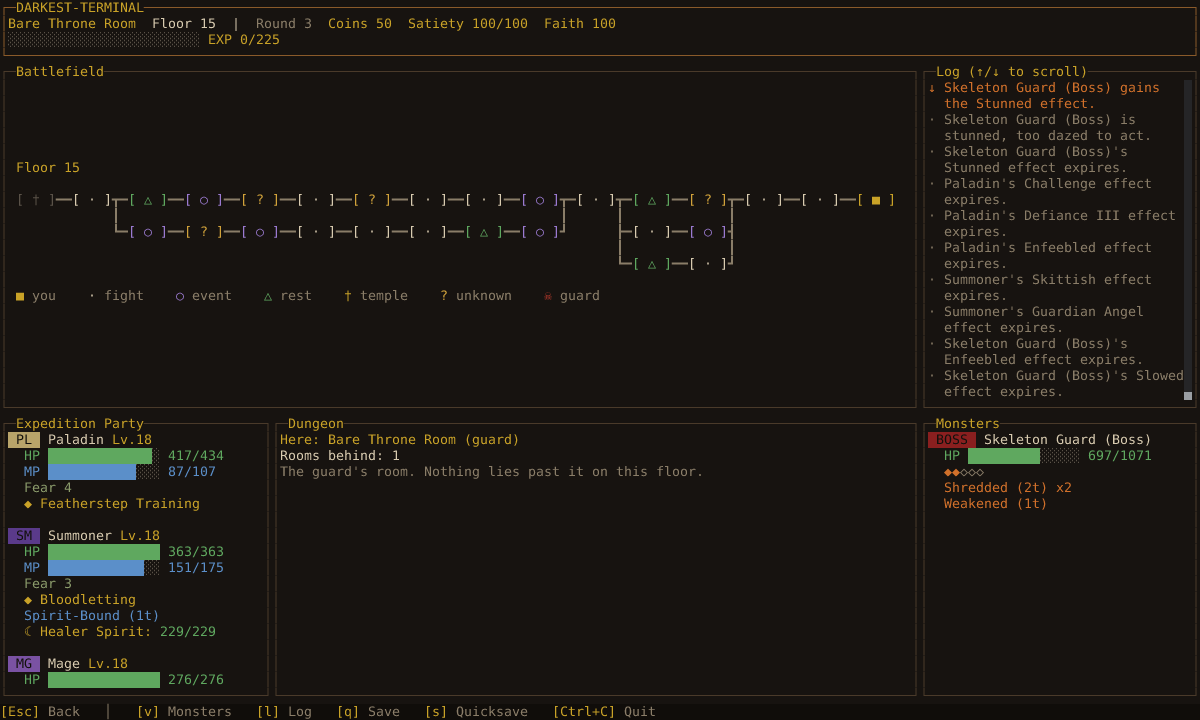 DARKEST-TERMINAL
Bare Throne Room  Floor 15  |  Round 3  Coins 50  Satiety 100/100  Faith 100
EXP 0/225
Battlefield
Floor 15
[ † ]──[ · ]┬─[ △ ]──[ ○ ]──[ ? ]──[ · ]──[ ? ]──[ · ]──[ · ]──[ ○ ]┬─[ · ]┬─[ △ ]──[ ? ]┬─[ · ]──[ · ]──[ ■ ]
└─[ ○ ]──[ ? ]──[ ○ ]──[ · ]──[ · ]──[ · ]──[ △ ]──[ ○ ]┘ ├─[ · ]──[ ○ ]┤
└─[ △ ]──[ · ]┘
■ you  · fight  ○ event  △ rest  † temple  ? unknown  ☠ guard
Log (↑/↓ to scroll)
↓ Skeleton Guard (Boss) gains
the Stunned effect.
· Skeleton Guard (Boss) is
stunned, too dazed to act.
· Skeleton Guard (Boss)'s
Stunned effect expires.
· Paladin's Challenge effect
expires.
· Paladin's Defiance III effect
expires.
· Paladin's Enfeebled effect
expires.
· Summoner's Skittish effect
expires.
· Summoner's Guardian Angel
effect expires.
· Skeleton Guard (Boss)'s
Enfeebled effect expires.
· Skeleton Guard (Boss)'s Slowed
effect expires.
Expedition Party
PL Paladin Lv.18
HP 417/434
MP 87/107
Fear 4
◆ Featherstep Training
SM Summoner Lv.18
HP 363/363
MP 151/175
Fear 3
◆ Bloodletting
Spirit-Bound (1t)
☾ Healer Spirit: 229/229
MG Mage Lv.18
HP 276/276
Dungeon
Here: Bare Throne Room (guard)
Rooms behind: 1
The guard's room. Nothing lies past it on this floor.
Monsters
BOSS Skeleton Guard (Boss)
HP 697/1071
◆◆◇◇◇
Shredded (2t) x2
Weakened (1t)
[Esc] Back  │  [v] Monsters  [l] Log  [q] Save  [s] Quicksave  [Ctrl+C] Quit